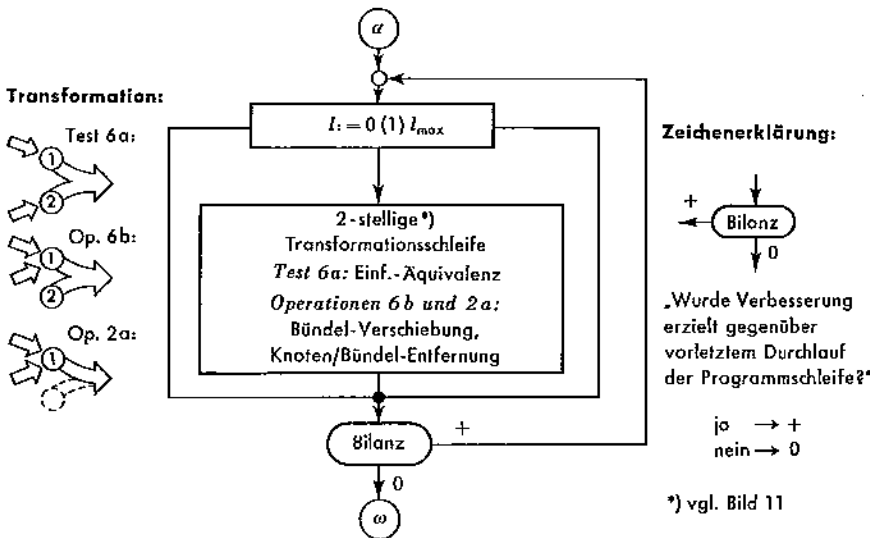 α
Transformation:
Test 6a:
1
2
Op. 6b:
1
2
Op. 2a:
1
l := 0 (1) l max
2-stellige*)
Transformationsschleife
Test 6a: Einf.-Äquivalenz
Operationen 6b und 2a:
Bündel-Verschiebung,
Knoten/Bündel-Entfernung
Bilanz
+
0
ω
Zeichenerklärung:
+
Bilanz
0
„Wurde Verbesserung
erzielt gegenüber
vorletztem Durchlauf
der Programmschleife?"
ja → +
nein → 0
*) vgl. Bild 11